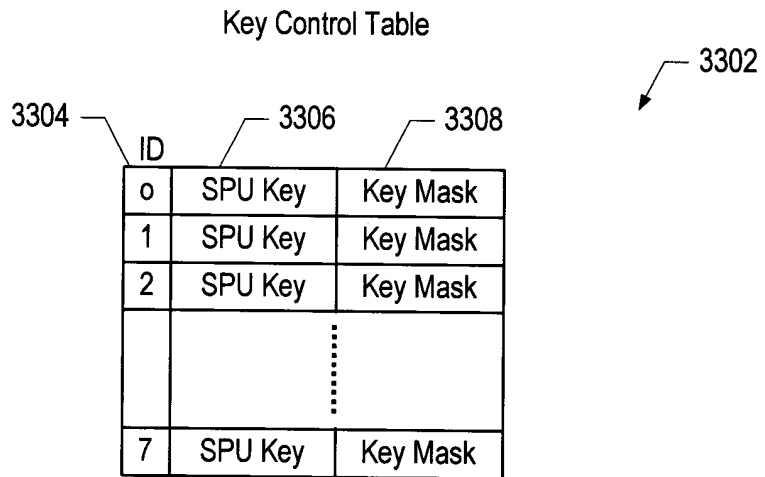 Key Control Table
3302
3304 3306 3308
ID
o SPU Key Key Mask
1 SPU Key Key Mask
2 SPU Key Key Mask
7 SPU Key Key Mask